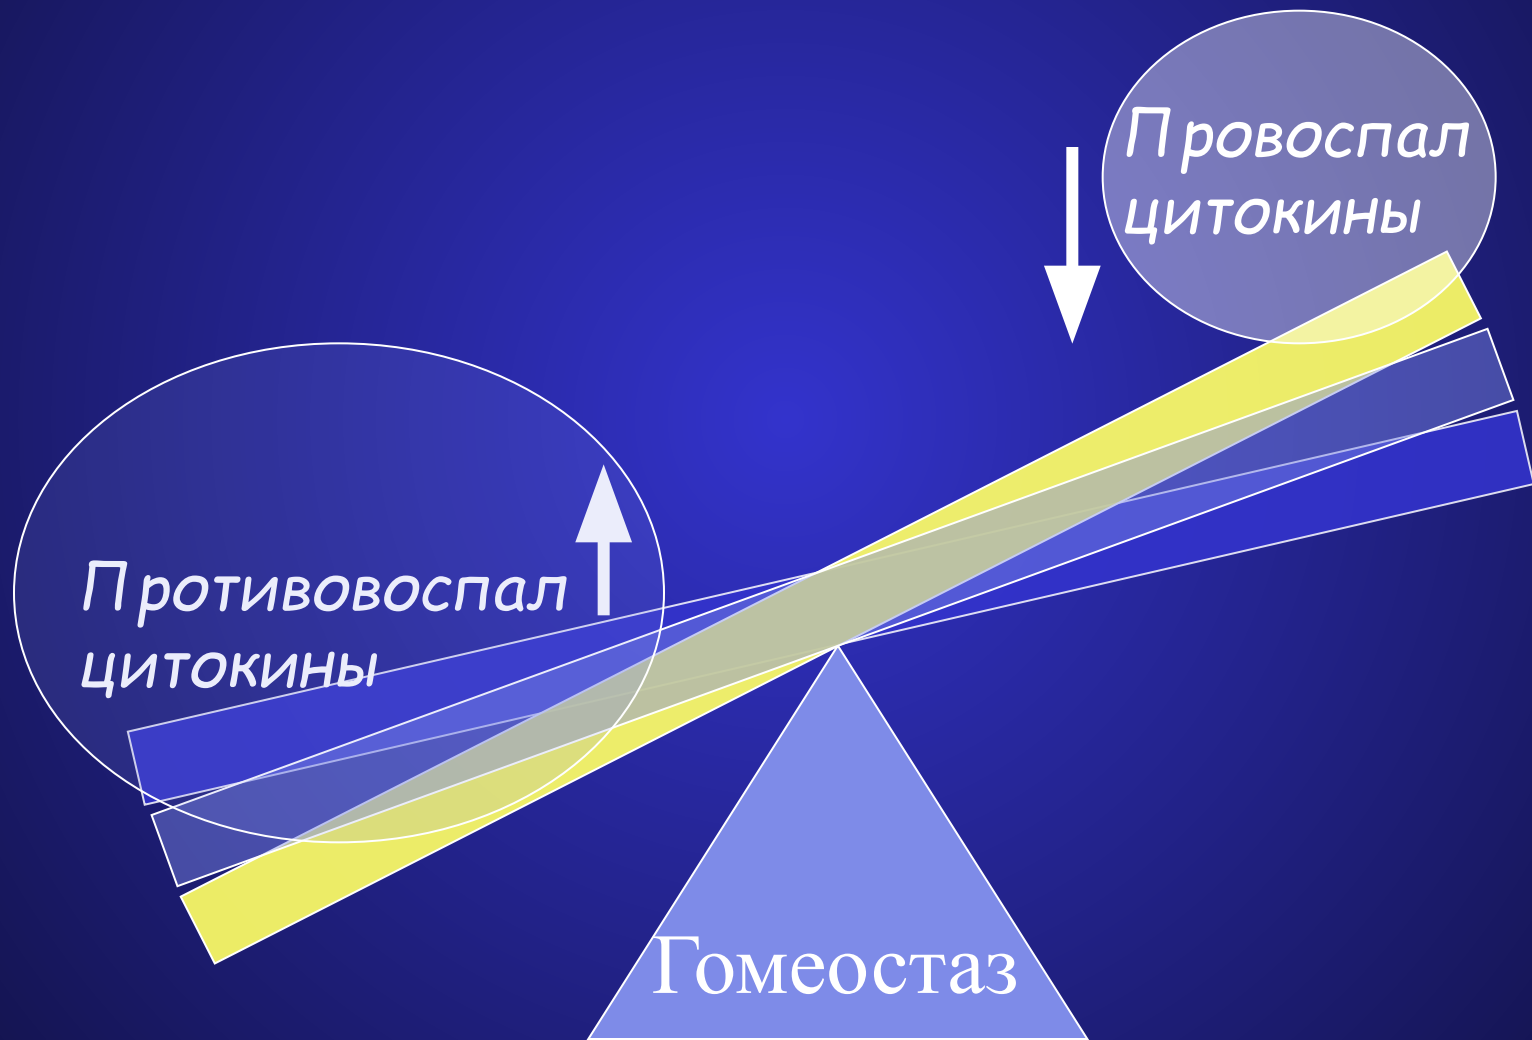 Провоспал
цитокины
Противовоспал
цитокины
Гомеостаз